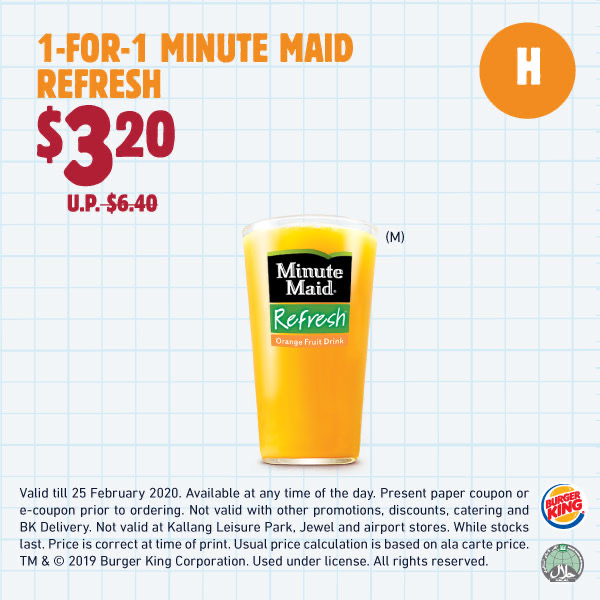 1-FOR-1 MINUTE MAID
REFRESH
H
$320
U.P. $6.40
(M)
Minute
Maid
Refresh
Orange Fruit Drink
Valid till 25 February 2020. Available at any time of the day. Present paper coupon or
e-coupon prior to ordering. Not valid with other promotions, discounts, catering and
BK Delivery. Not valid at Kallang Leisure Park, Jewel and airport stores. While stocks
last. Price is correct at time of print. Usual price calculation is based on ala carte price.
TM & © 2019 Burger King Corporation. Used under license. All rights reserved.
BURGER
KING
حلال